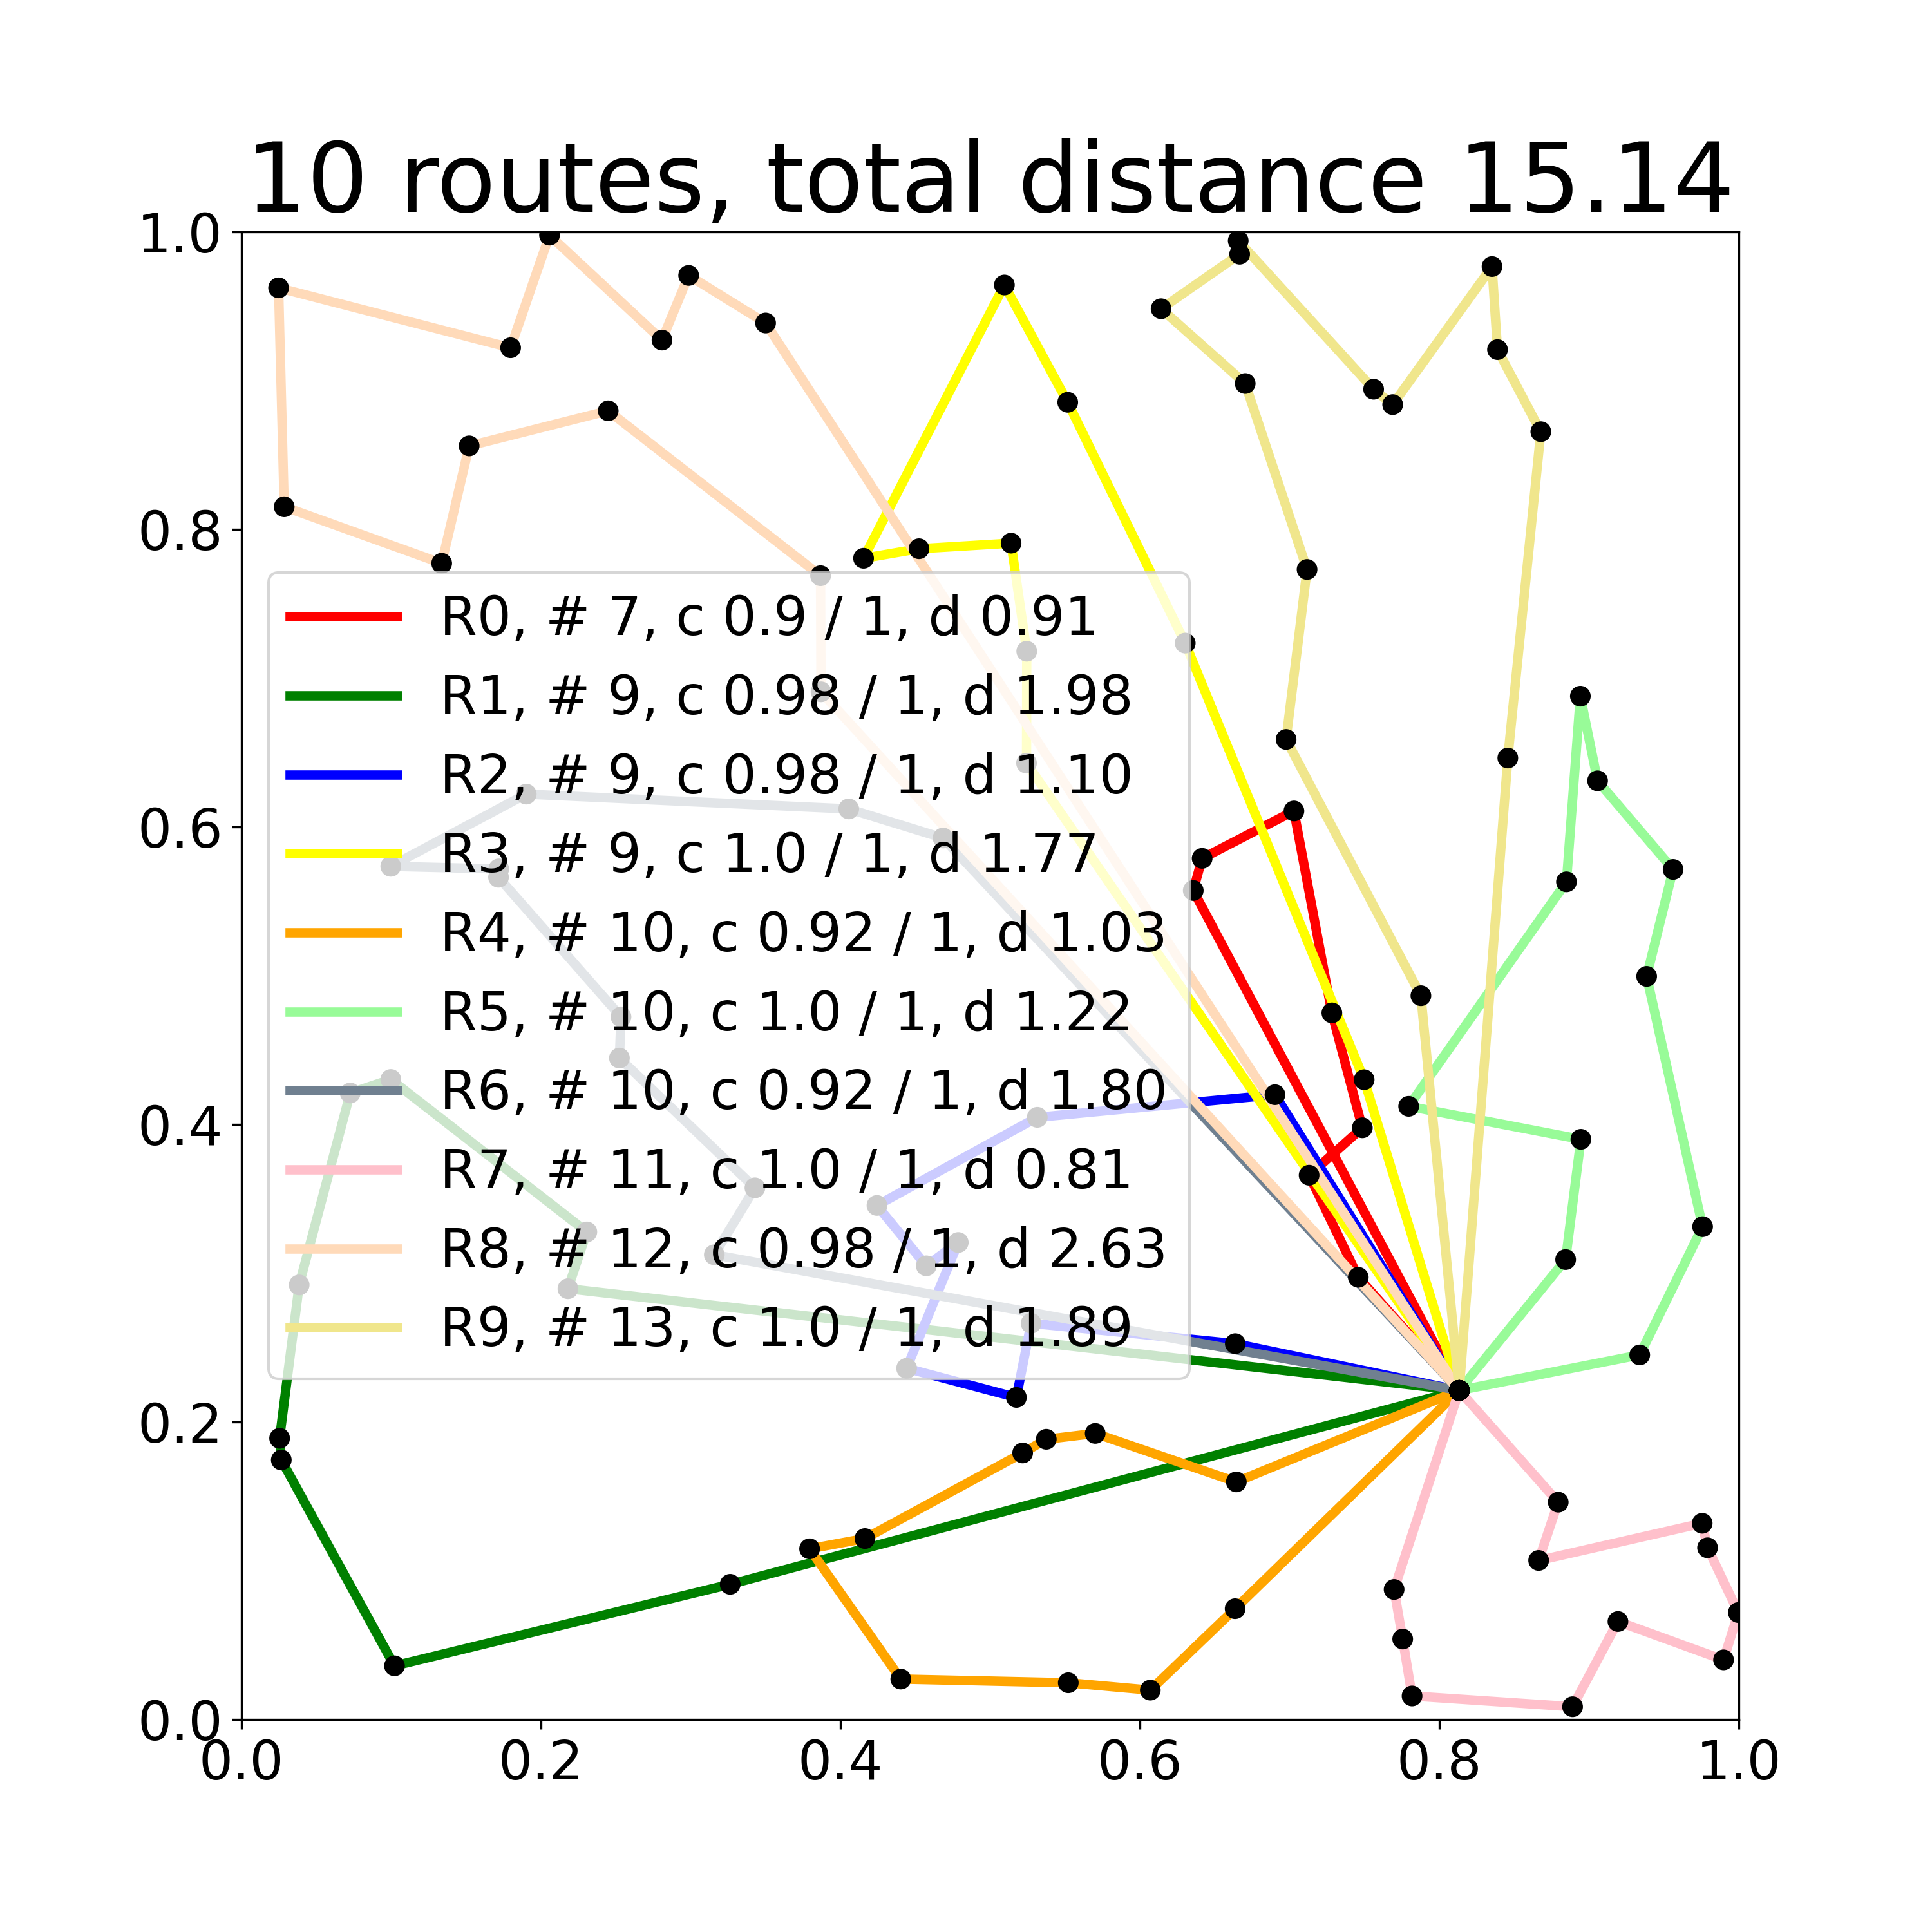 10 routes, total distance 15.14
1.0
0.8
0.6
0.4
0.2
0.0
R0, # 7, c 0.9 / 1, d 0.91
R1, # 9, c 0.98 / 1, d 1.98
R2, # 9, c 0.98 / 1, d 1.10
R3, # 9, c 1.0 / 1, d 1.77
R4, # 10, c 0.92 / 1, d 1.03
R5, # 10, c 1.0 / 1, d 1.22
R6, # 10, c 0.92 / 1, d 1.80
R7, # 11, c 1.0 / 1, d 0.81
R8, # 12, c 0.98 / 1, d 2.63
R9, # 13, c 1.0 / 1, d 1.89
0.0 0.2 0.4 0.6 0.8 1.0